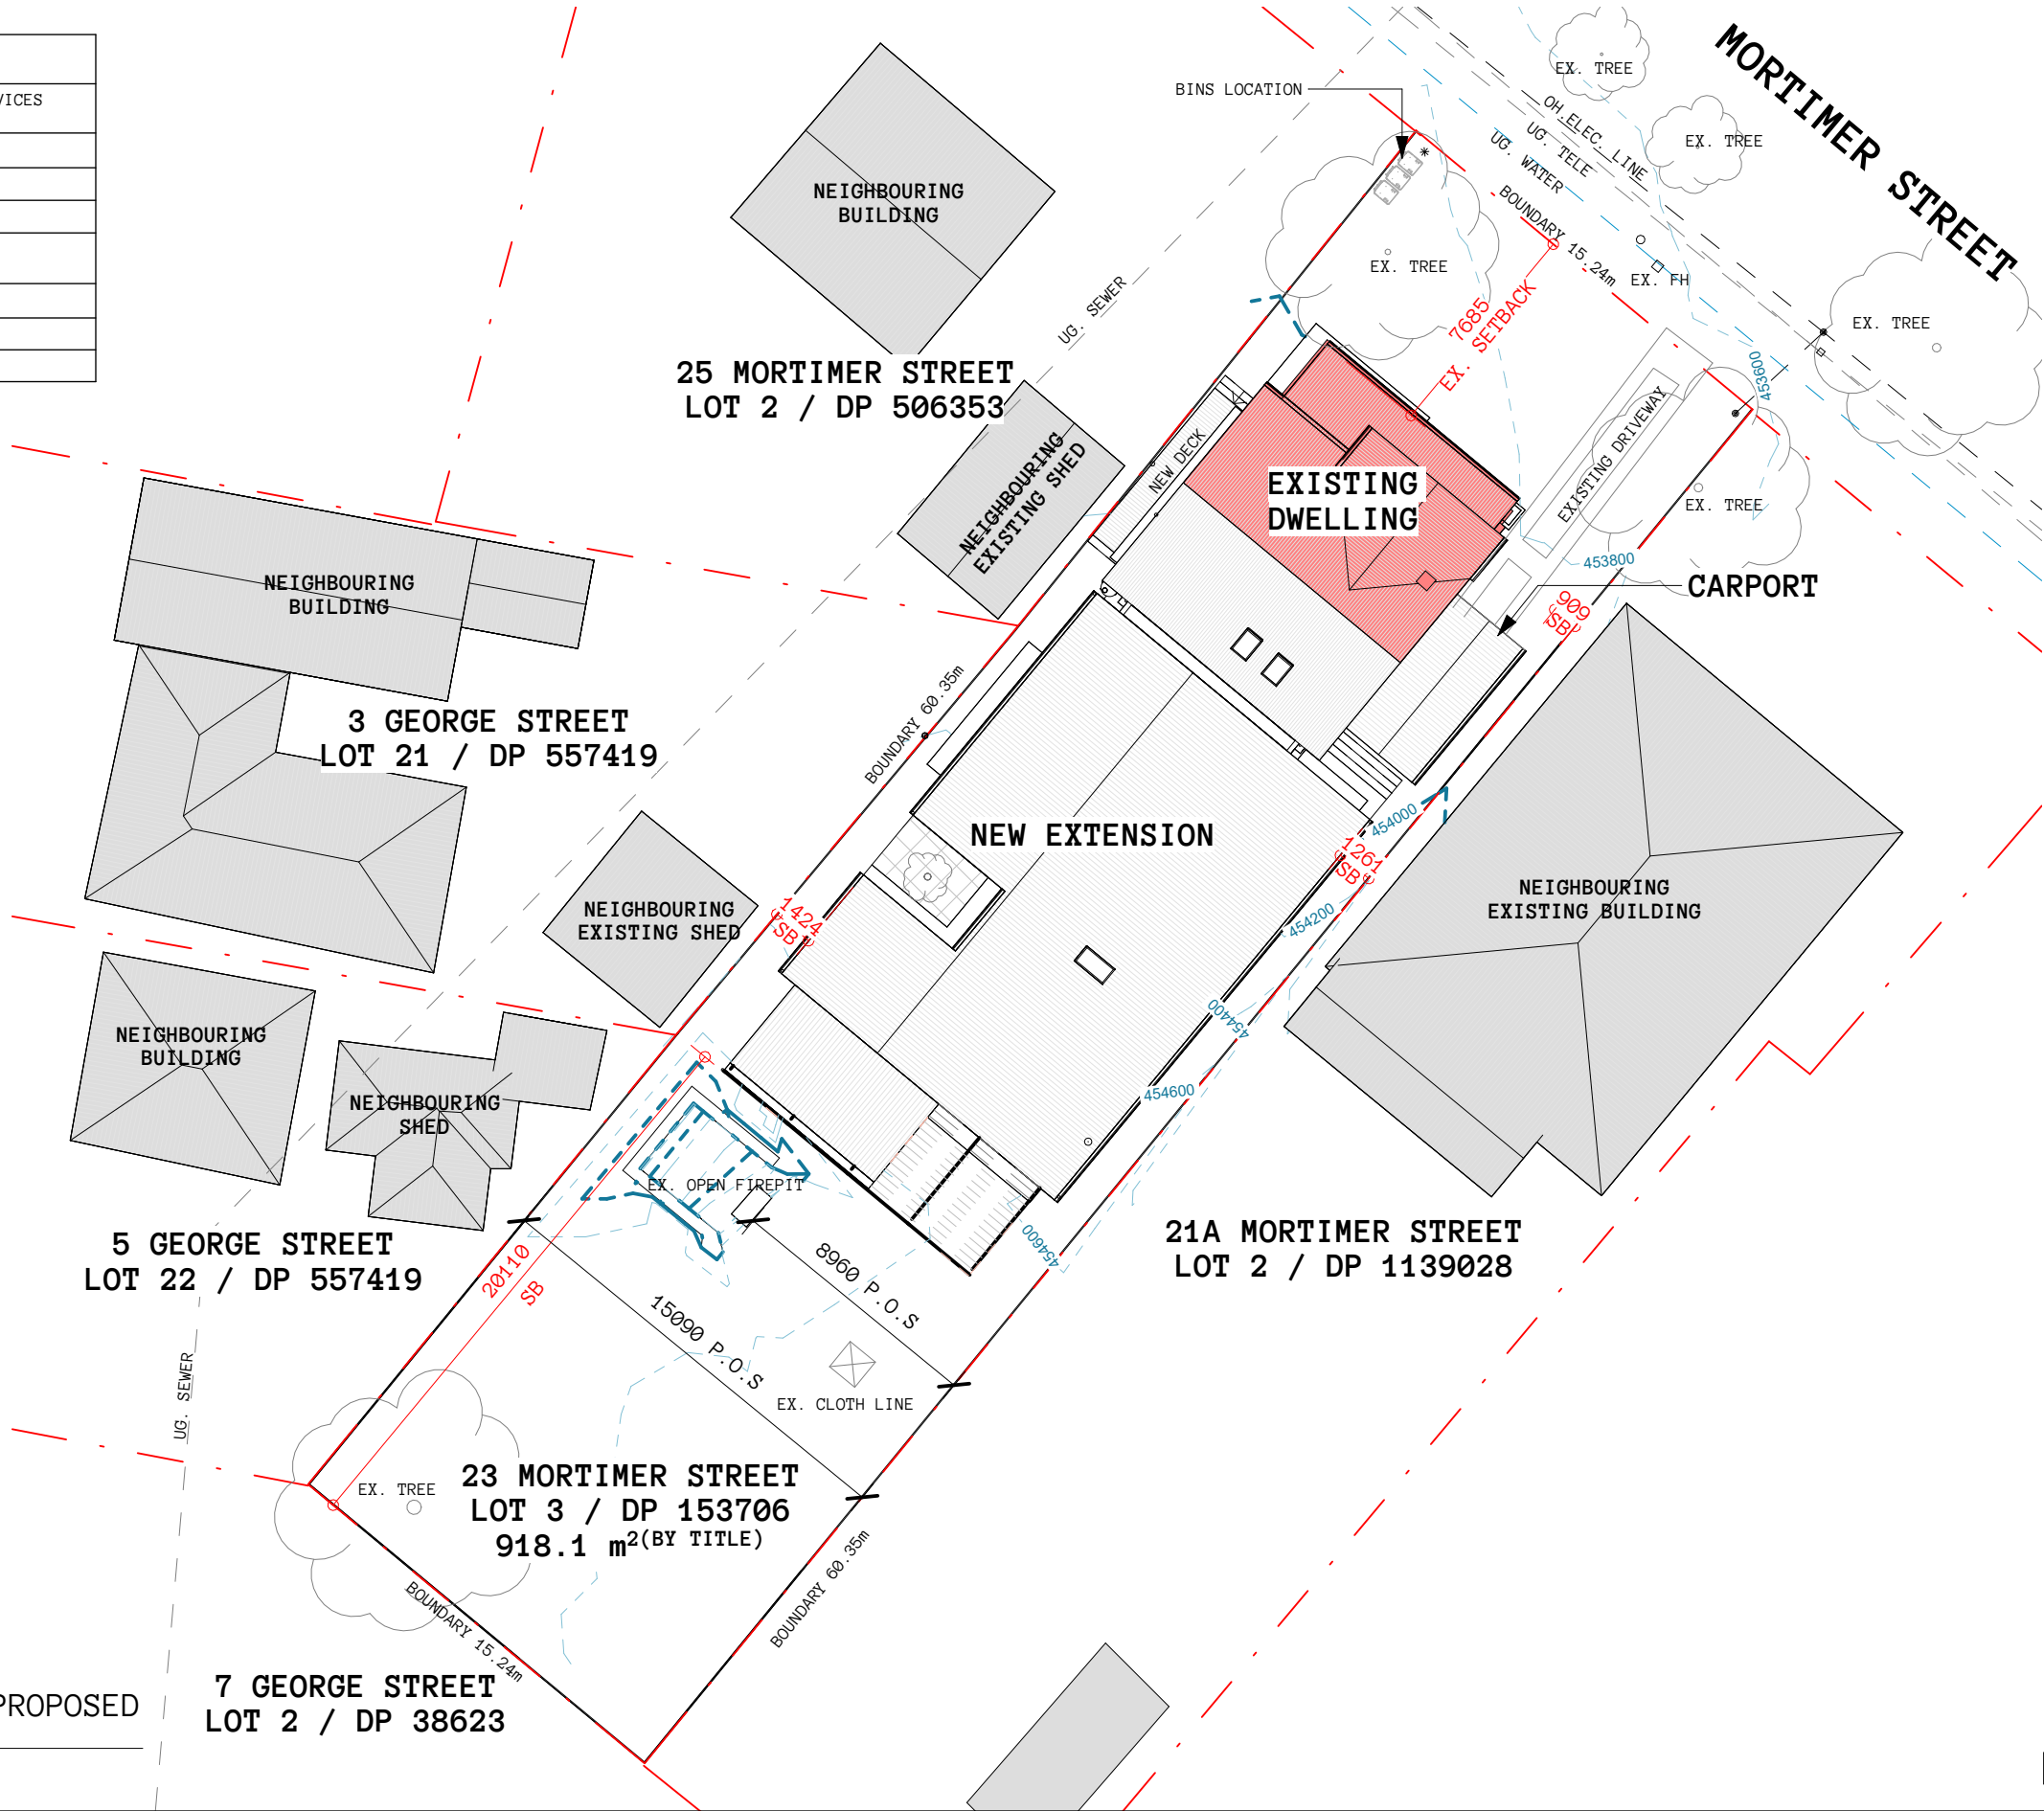 VICES
BINS LOCATION
MORTIMER STREET
EX. TREE
EX. TREE
OH.ELEC. LINE
UG. TELE
UG. WATER
BOUNDARY 15.24m
EX. FH
EX. TREE
EX. TREE
NEIGHBOURING
BUILDING
UG. SEWER
7685
EX. SETBACK
453600
25 MORTIMER STREET
LOT 2 / DP 506353
NEIGHBOURING
EXISTING SHED
NEW DECK
EXISTING
DWELLING
EXISTING DRIVEWAY
EX. TREE
453800
CARPORT
909
SB
NEIGHBOURING
BUILDING
3 GEORGE STREET
LOT 21 / DP 557419
BOUNDARY 60.35m
NEW EXTENSION
454000
1261
SB
NEIGHBOURING
EXISTING BUILDING
NEIGHBOURING
EXISTING SHED
1424
SB
454200
454400
454600
NEIGHBOURING
BUILDING
NEIGHBOURING
SHED
EX. OPEN FIREPIT
5 GEORGE STREET
LOT 22 / DP 557419
20110
SB
8960 P.O.S
454600
21A MORTIMER STREET
LOT 2 / DP 1139028
15090 P.O.S
UG. SEWER
EX. CLOTH LINE
EX. TREE
23 MORTIMER STREET
LOT 3 / DP 153706
918.1 m²(BY TITLE)
BOUNDARY 15.24m
BOUNDARY 60.35m
7 GEORGE STREET
LOT 2 / DP 38623
PROPOSED